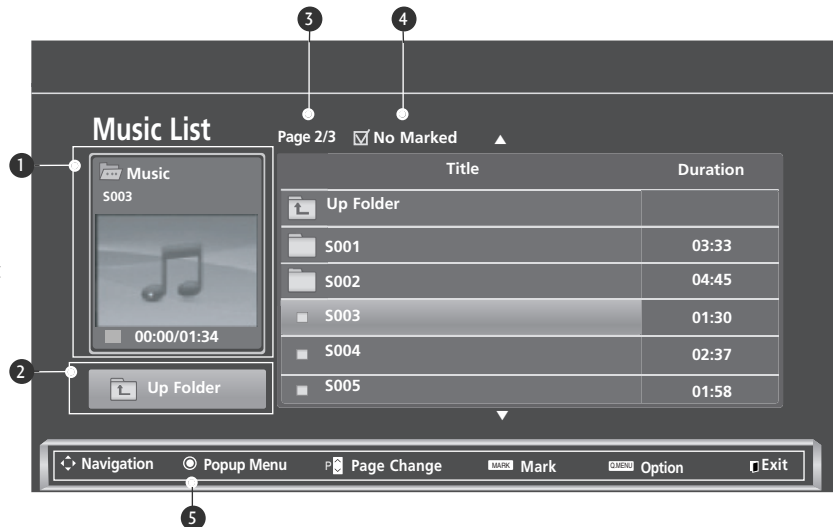 3 4
Music List
Page 2/3 No Marked
1
Music
S003
00:00/01:34
2
Up Folder
Title Duration
Up Folder
S001 03:33
S002 04:45
S003 01:30
S004 02:37
S005 01:58
Navigation Popup Menu P Page Change MARK Mark Q.MENU Option Exit
5